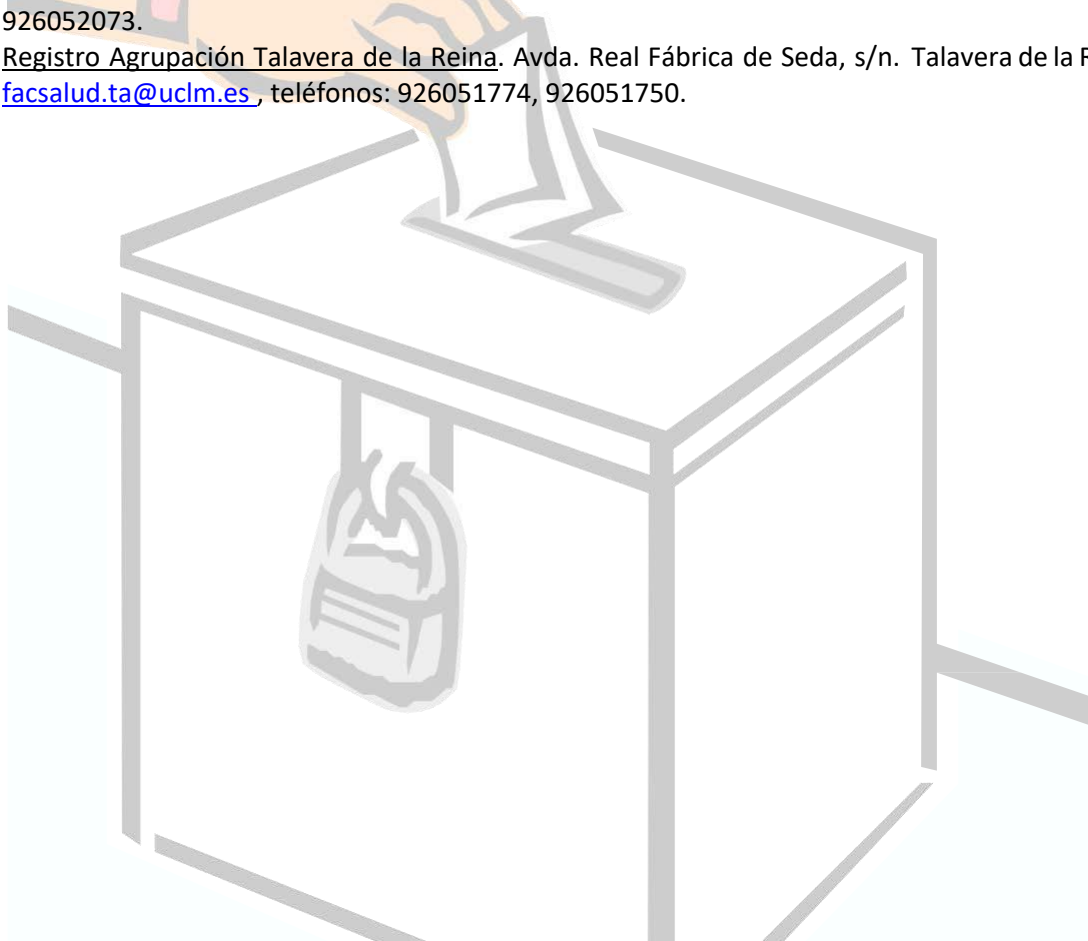 926052073.
Registro Agrupación Talavera de la Reina. Avda. Real Fábrica de Seda, s/n. Talavera de la
facsalud.ta@uclm.es , teléfonos: 926051774, 926051750.